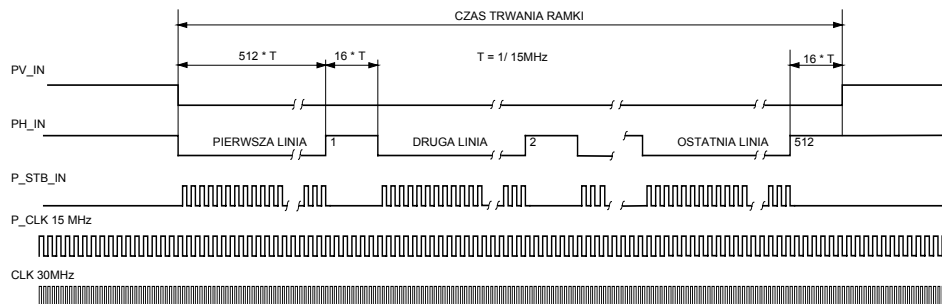 CZAS TRWANIA RAMKI
512 * T
16 * T
T = 1/ 15MHz
16 * T
PV_IN
PH_IN
PIERWSZA LINIA
1
DRUGA LINIA
2
OSTATNIA LINIA
512
P_STB_IN
P_CLK 15 MHz
CLK 30MHz